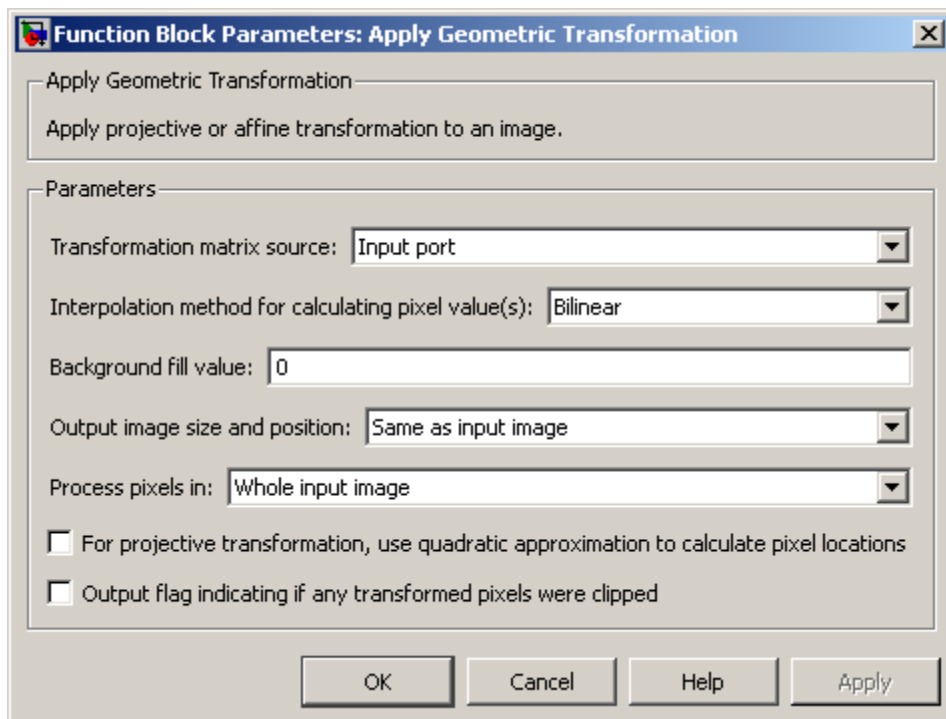 Function Block Parameters: Apply Geometric Transformation
Apply Geometric Transformation
Apply projective or affine transformation to an image.
Parameters
Transformation matrix source: Input port
Interpolation method for calculating pixel value(s): Bilinear
Background fill value: 0
Output image size and position: Same as input image
Process pixels in: Whole input image
For projective transformation, use quadratic approximation to calculate pixel locations
Output flag indicating if any transformed pixels were clipped
OK Cancel Help Apply